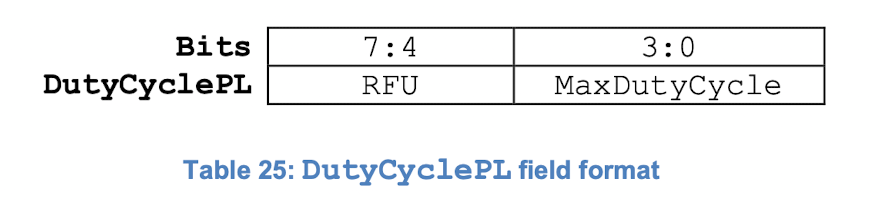 Bits 7:4 3:0
DutyCyclePL RFU MaxDutyCycle
Table 25: DutyCyclePL field format